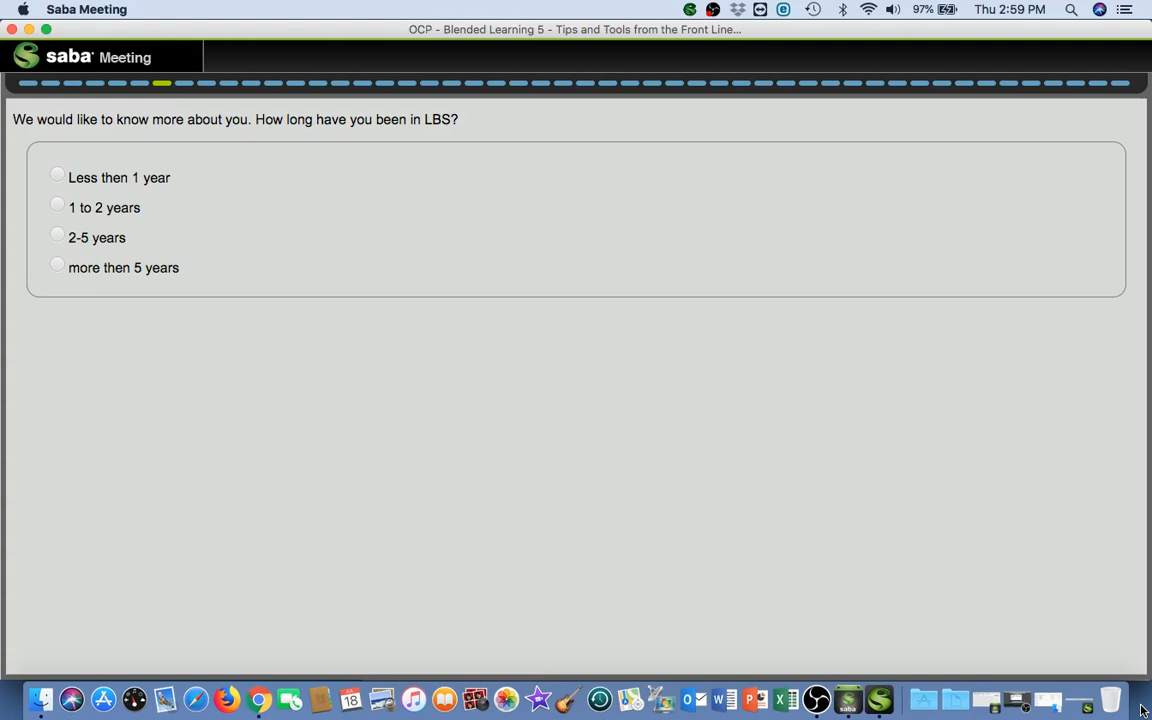 Saba Meeting
97%
Thu 2:59 PM
OCP - Blended Learning 5 - Tips and Tools from the Front Line...
saba Meeting
We would like to know more about you. How long have you been in LBS?
Less then 1 year
1 to 2 years
2-5 years
more then 5 years
18
saba